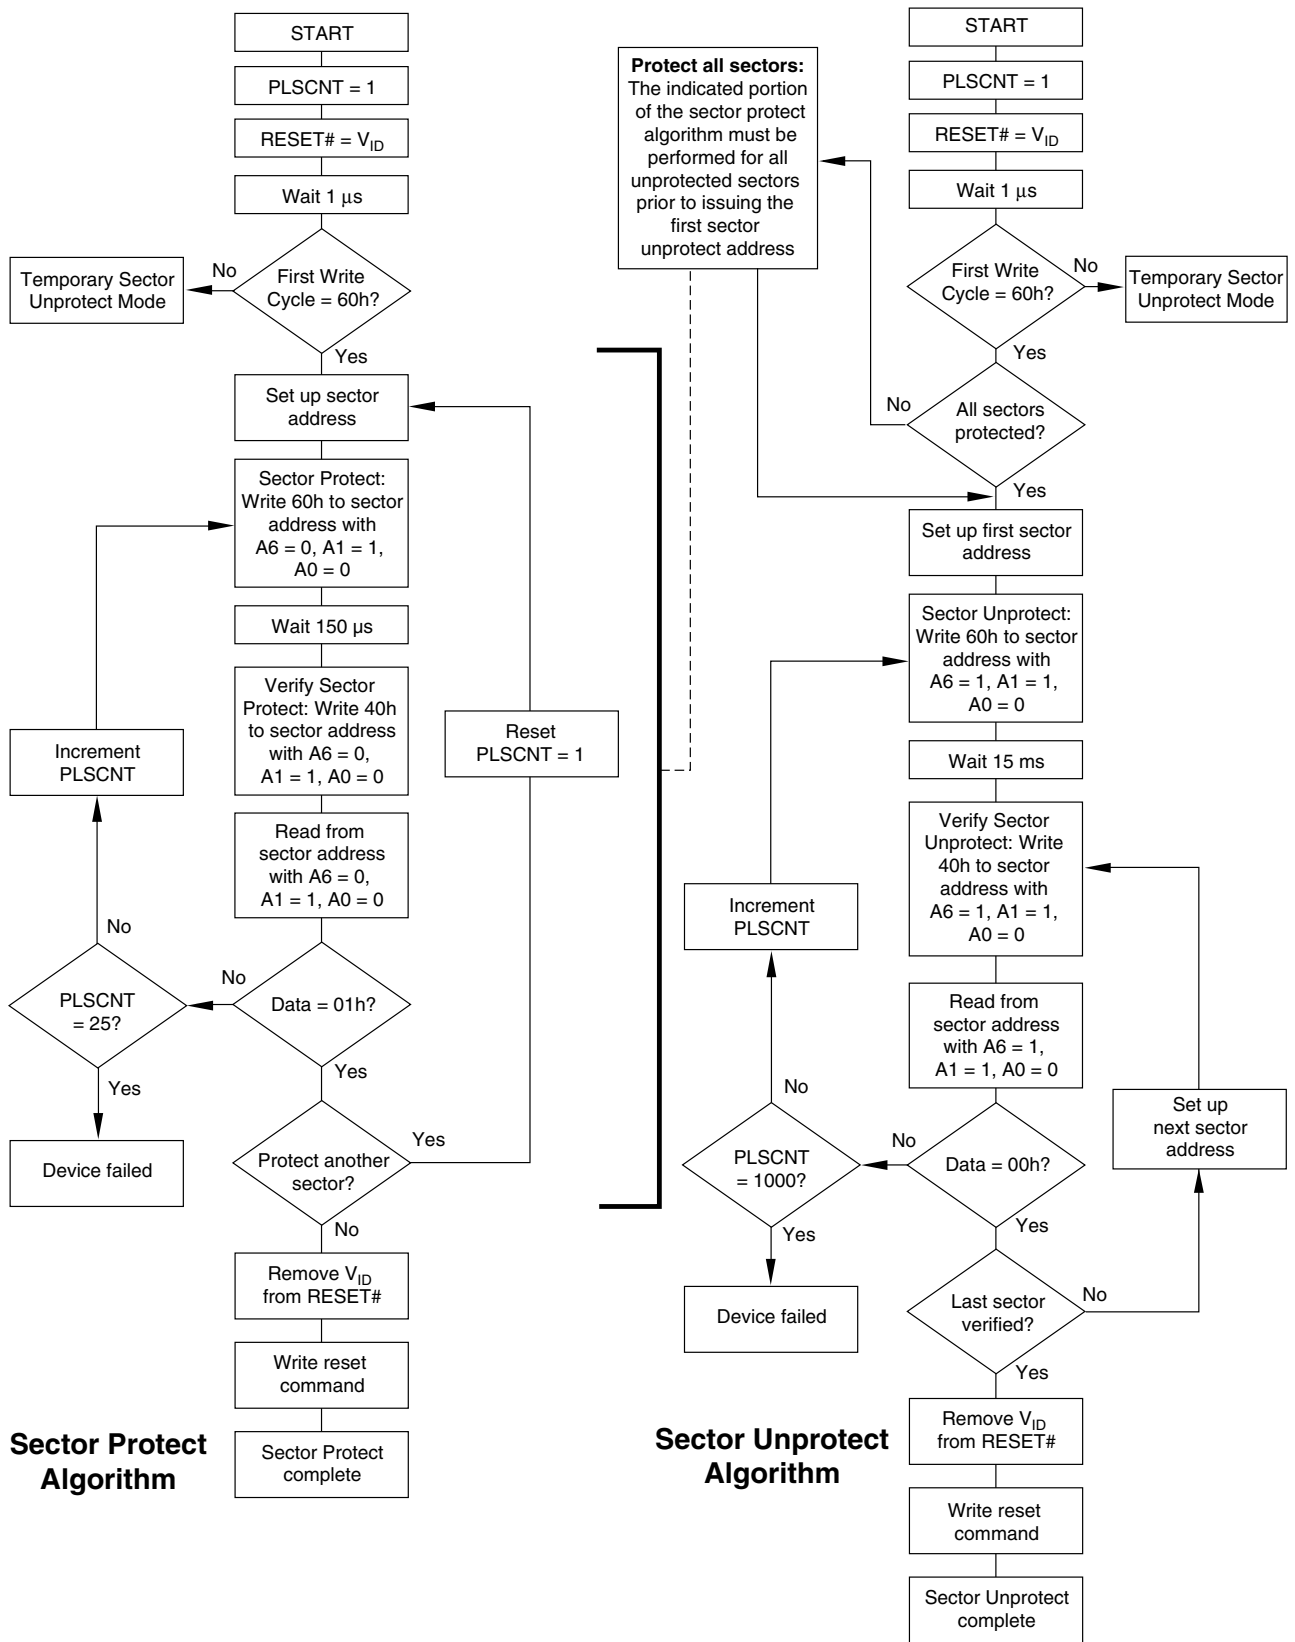 START
PLSCNT = 1
RESET# = VID
Wait 1 μs
First Write
Cycle = 60h?
No
Temporary Sector
Unprotect Mode
Yes
Set up sector
address
Sector Protect:
Write 60h to sector
address with
A6 = 0, A1 = 1,
A0 = 0
Wait 150 µs
Verify Sector
Protect: Write 40h
to sector address
with A6 = 0,
A1 = 1, A0 = 0
Read from
sector address
with A6 = 0,
A1 = 1, A0 = 0
Data = 01h?
No
PLSCNT
= 25?
No
Increment
PLSCNT
Yes
Device failed
Yes
Protect another
sector?
Yes
Reset
PLSCNT = 1
No
Remove VID
from RESET#
Write reset
command
Sector Protect
complete
Sector Protect
Algorithm
Protect all sectors:
The indicated portion
of the sector protect
algorithm must be
performed for all
unprotected sectors
prior to issuing the
first sector
unprotect address
START
PLSCNT = 1
RESET# = VID
Wait 1 μs
First Write
Cycle = 60h?
No
Temporary Sector
Unprotect Mode
Yes
All sectors
protected?
No
Yes
Set up first sector
address
Sector Unprotect:
Write 60h to sector
address with
A6 = 1, A1 = 1,
A0 = 0
Wait 15 ms
Verify Sector
Unprotect: Write
40h to sector
address with
A6 = 1, A1 = 1,
A0 = 0
Read from
sector address
with A6 = 1,
A1 = 1, A0 = 0
Data = 00h?
No
PLSCNT
= 1000?
No
Increment
PLSCNT
Yes
Device failed
Yes
Last sector
verified?
No
Set up
next sector
address
Yes
Remove VID
from RESET#
Write reset
command
Sector Unprotect
complete
Sector Unprotect
Algorithm